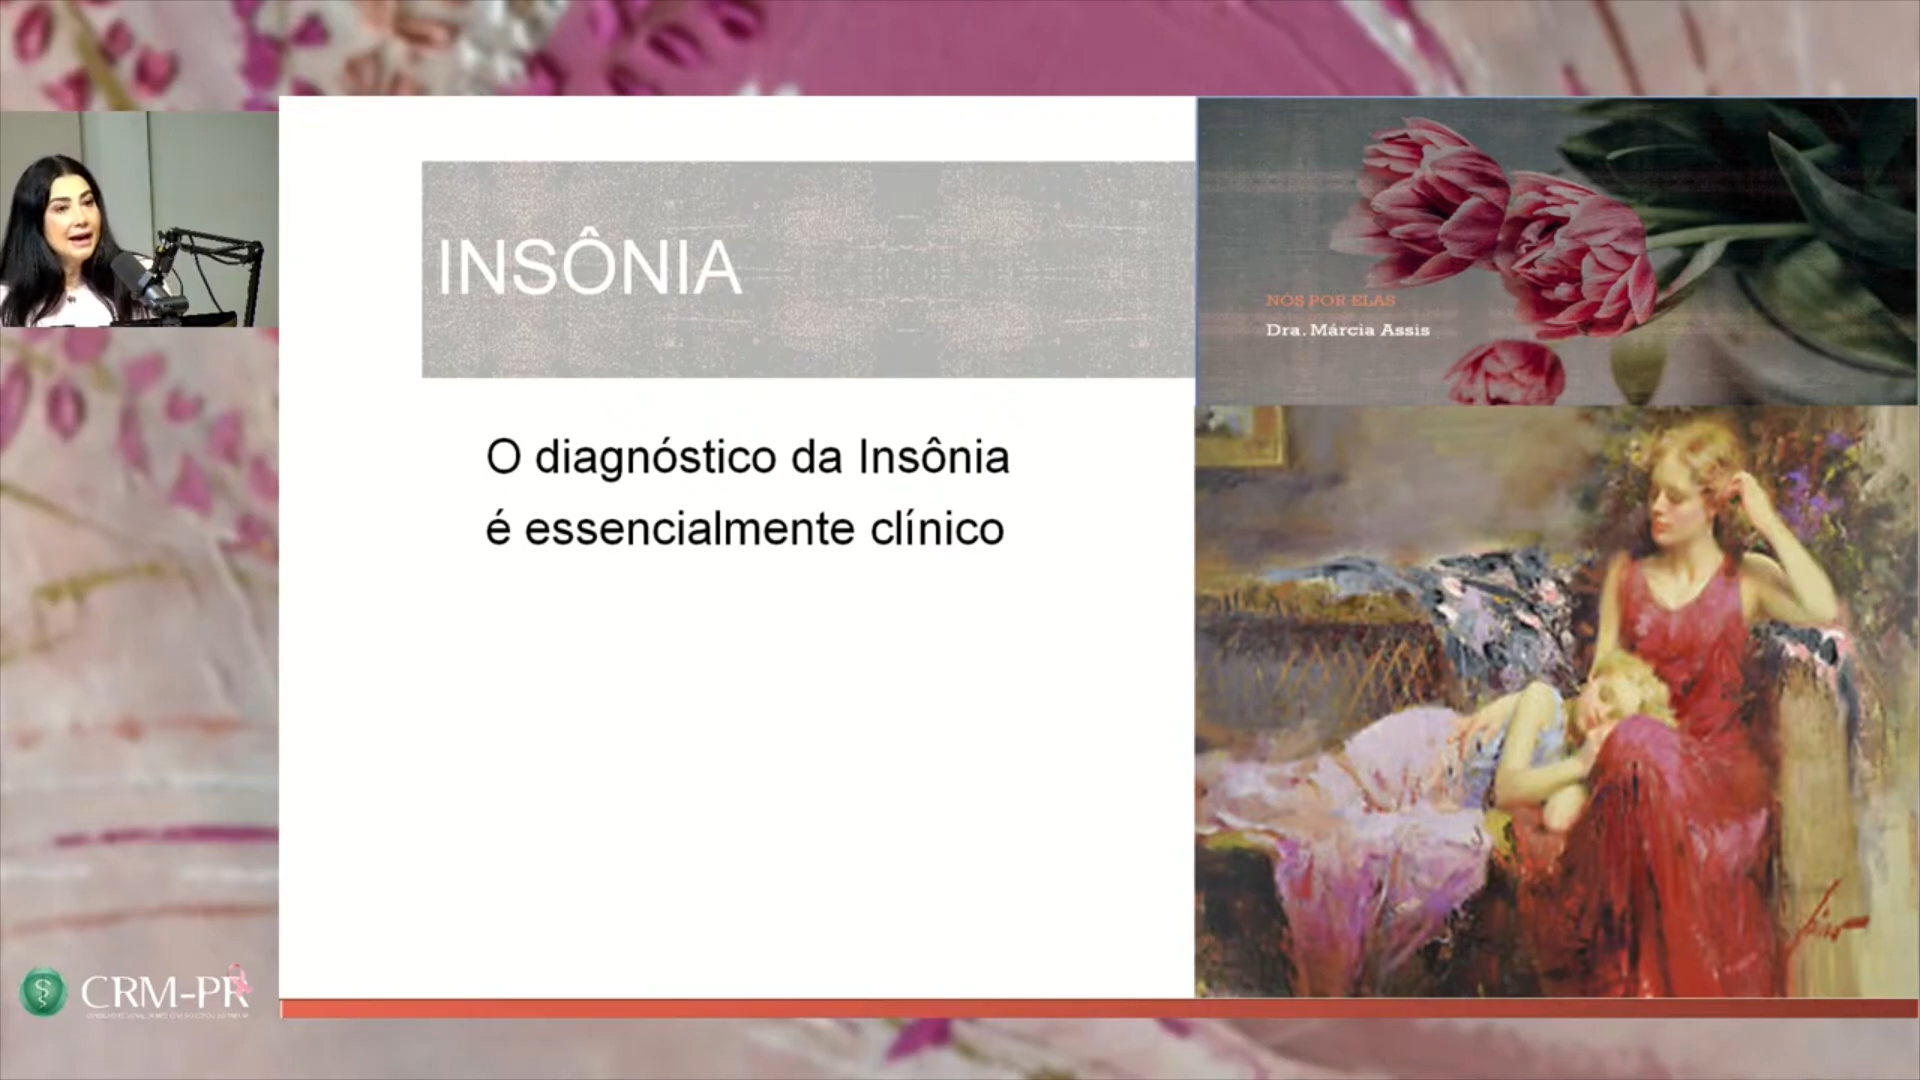 INSÔNIA
O diagnóstico da Insônia
é essencialmente clínico
NÓS POR ELAS
Dra. Márcia Assis
CRM-PR